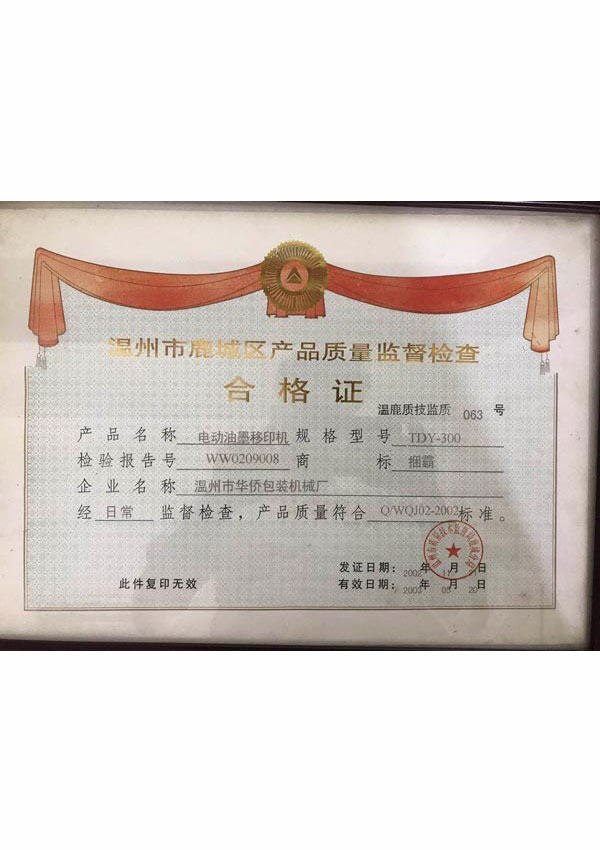 温州市鹿城区产品质量监督检查
合格证
温鹿质技监质 063 号
产品名称 电动油墨移印机 规格型号 TDY-300
检验报告号 WW0209008 商标 捆霸
企业名称 温州市华侨包装机械厂
经 日常 监督检查，产品质量符合 Q/WQJ02-2002 标准。
发证日期：2002 年 月 日
此件复印无效
有效日期：2003 年 05 月 20 日